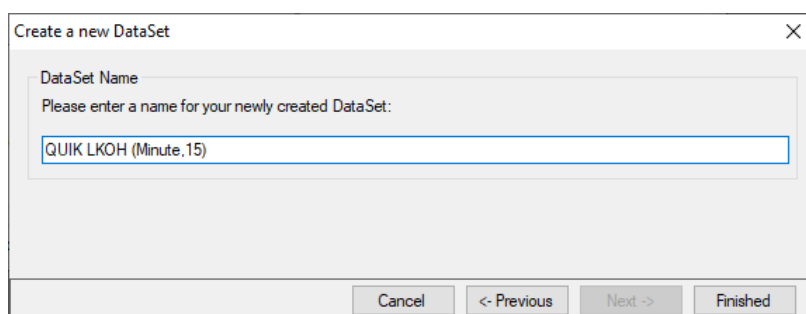 Create a new DataSet
DataSet Name
Please enter a name for your newly created DataSet:
QUIK LKOH (Minute,15)
Cancel
<- Previous
Next ->
Finished